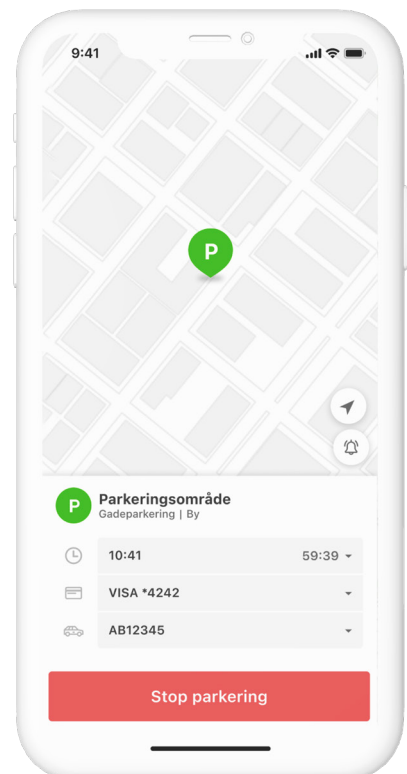 9:41
P
P
Parkeringsområde
Gadeparkering | By
10:41 59:39
VISA *4242
AB12345
Stop parkering